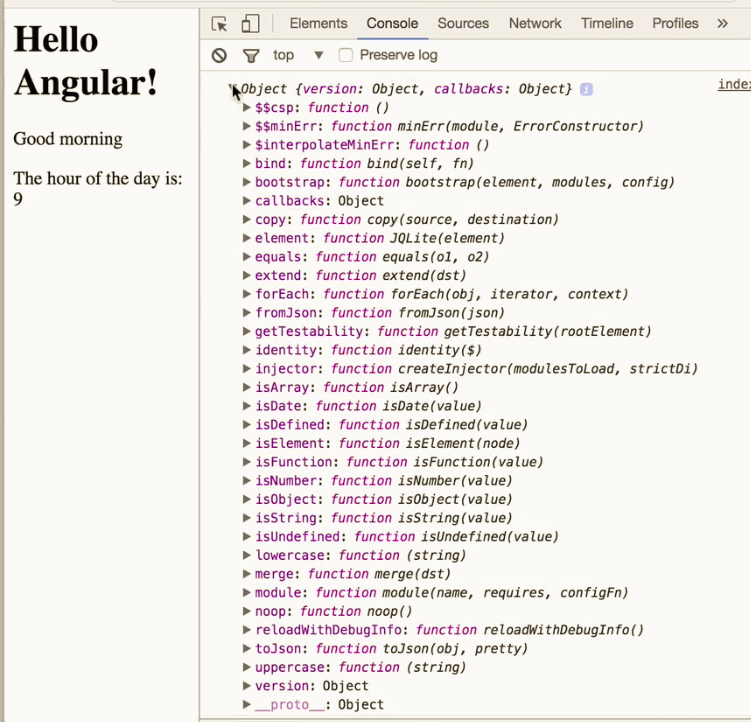 Hello
Angular!
Good morning
The hour of the day is:
9
Elements Console Sources Network Timeline Profiles »
top ▼ Preserve log
Object {version: Object, callbacks: Object}
$$csp: function ()
$$minErr: function minErr(module, ErrorConstructor)
$interpolateMinErr: function ()
bind: function bind(self, fn)
bootstrap: function bootstrap(element, modules, config)
callbacks: Object
copy: function copy(source, destination)
element: function JQLite(element)
equals: function equals(o1, o2)
extend: function extend(dst)
forEach: function forEach(obj, iterator, context)
fromJson: function fromJson(json)
getTestability: function getTestability(rootElement)
identity: function identity($)
injector: function createInjector(modulesToLoad, strictDi)
isArray: function isArray()
isDate: function isDate(value)
isDefined: function isDefined(value)
isElement: function isElement(node)
isFunction: function isFunction(value)
isNumber: function isNumber(value)
isObject: function isObject(value)
isString: function isString(value)
isUndefined: function isUndefined(value)
lowercase: function (string)
merge: function merge(dst)
module: function module(name, requires, configFn)
noop: function noop()
reloadWithDebugInfo: function reloadWithDebugInfo()
toJson: function toJson(obj, pretty)
uppercase: function (string)
version: Object
__proto__: Object